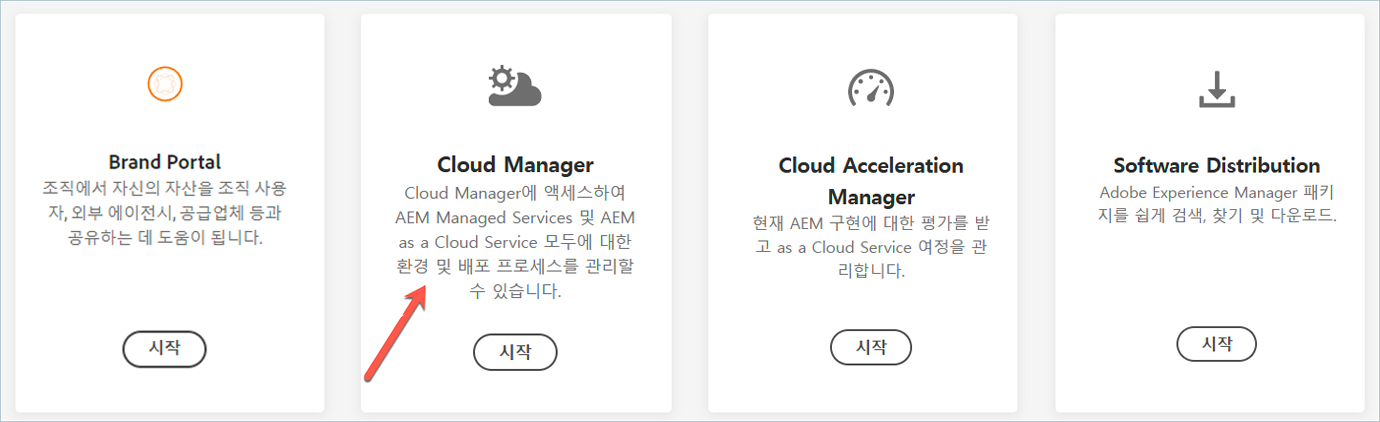 Brand Portal
조직에서 자신의 자산을 조직 사용
자, 외부 에이전시, 공급업체 등과
공유하는 데 도움이 됩니다.
시작
Cloud Manager
Cloud Manager에 액세스하여
AEM Managed Services 및 AEM
as a Cloud Service 모두에 대한
환경 및 배포 프로세스를 관리할
수 있습니다.
시작
Cloud Acceleration
Manager
현재 AEM 구현에 대한 평가를 받
고 as a Cloud Service 여정을 관
리합니다.
시작
Software Distribution
Adobe Experience Manager 패키
지를 쉽게 검색, 찾기 및 다운로드.
시작